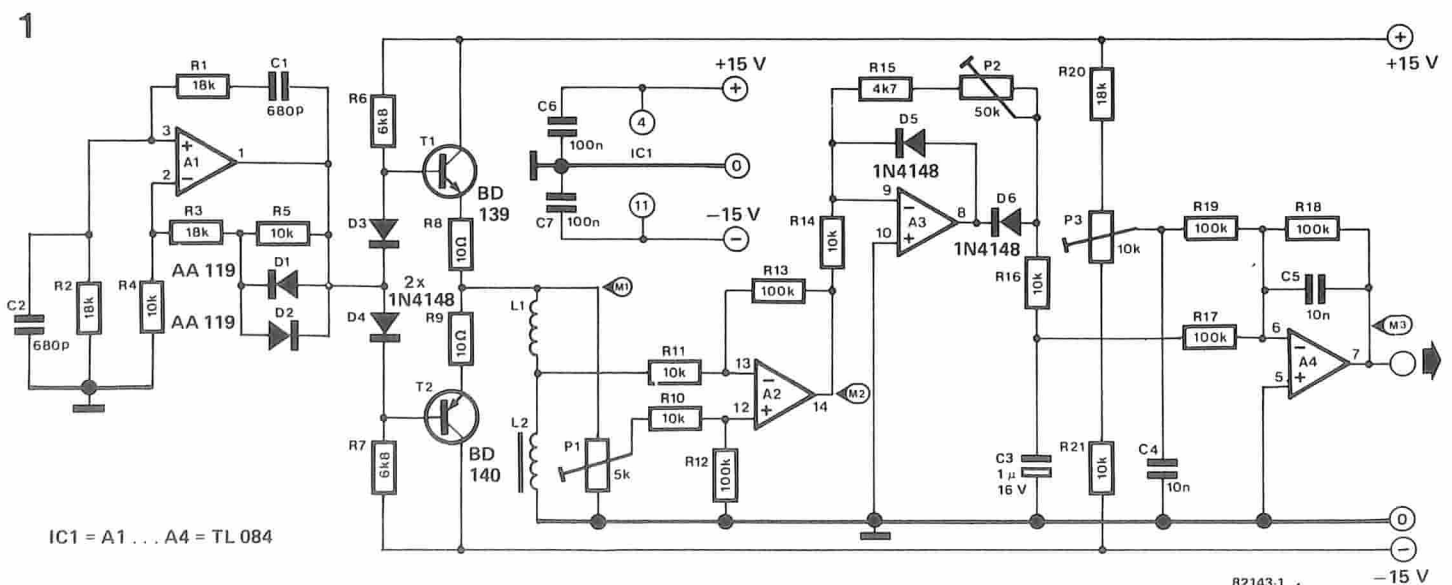 1
R1
18k
C1
680p
3
+
A1
1
2
−
R3
18k
R5
10k
AA 119
D1
AA 119
D2
C2
680p
R2
18k
R4
10k
IC1 = A1 . . . A4 = TL 084
R6
6k8
D3
2x
1N4148
D4
R7
6k8
T1
BD
139
R8
10Ω
R9
10Ω
T2
BD
140
C6
100n
C7
100n
+15 V
+
4
IC1
0
11
−15 V
−
M1
L1
L2
P1
5k
R11
10k
R10
10k
R12
100k
R13
100k
13
−
A2
12
+
14
M2
R14
10k
R15
4k7
P2
50k
D5
1N4148
9
−
A3
10
+
8
D6
1N4148
R16
10k
C3
1 µ
16 V
R20
18k
P3
10k
R21
10k
C4
10n
R19
100k
R18
100k
C5
10n
R17
100k
6
−
A4
5
+
7
M3
+
+15 V
0
−
−15 V
82143-1